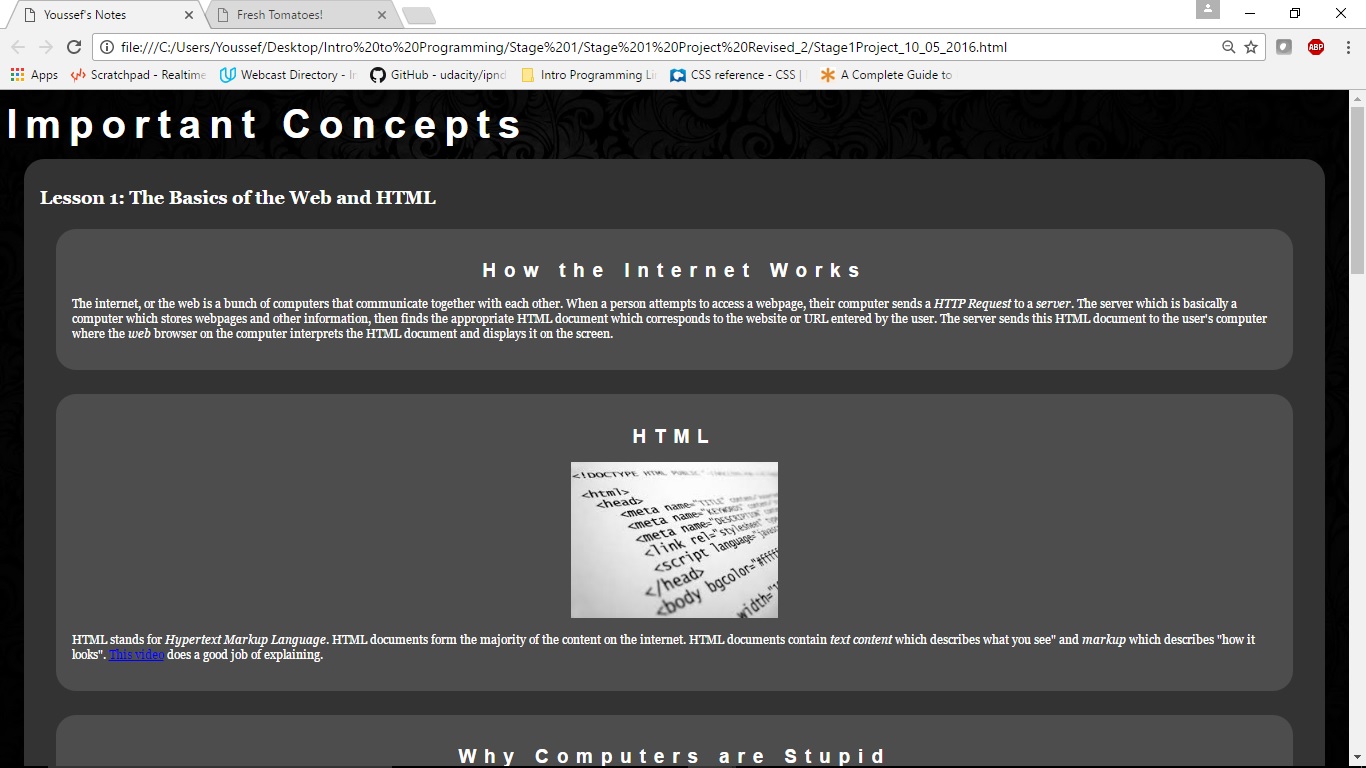 Youssef's Notes
Fresh Tomatoes!
file:///C:/Users/Youssef/Desktop/Intro%20to%20Programming/Stage%201/Stage%201%20Project%20Revised_2/Stage1Project_10_05_2016.html
ABP
Apps Scratchpad - Realtime Webcast Directory - In GitHub - udacity/ipnd Intro Programming Li CSS reference - CSS | A Complete Guide to
Important Concepts
Lesson 1: The Basics of the Web and HTML
How the Internet Works
The internet, or the web is a bunch of computers that communicate together with each other. When a person attempts to access a webpage, their computer sends a HTTP Request to a server. The server which is basically a
computer which stores webpages and other information, then finds the appropriate HTML document which corresponds to the website or URL entered by the user. The server sends this HTML document to the user's computer
where the web browser on the computer interprets the HTML document and displays it on the screen.
HTML
<!DOCTYPE HTML PUBLIC
<html>
<head>
<meta name="TITLE"
<meta name="KEYWORDS"
<meta name="DESCRIPTION"
<link rel="stylesheet"
<script language="javasc
</head>
<body bgcolor="#fffff
width="1
HTML stands for Hypertext Markup Language. HTML documents form the majority of the content on the internet. HTML documents contain text content which describes what you see" and markup which describes "how it
looks". This video does a good job of explaining.
Why Computers are Stupid